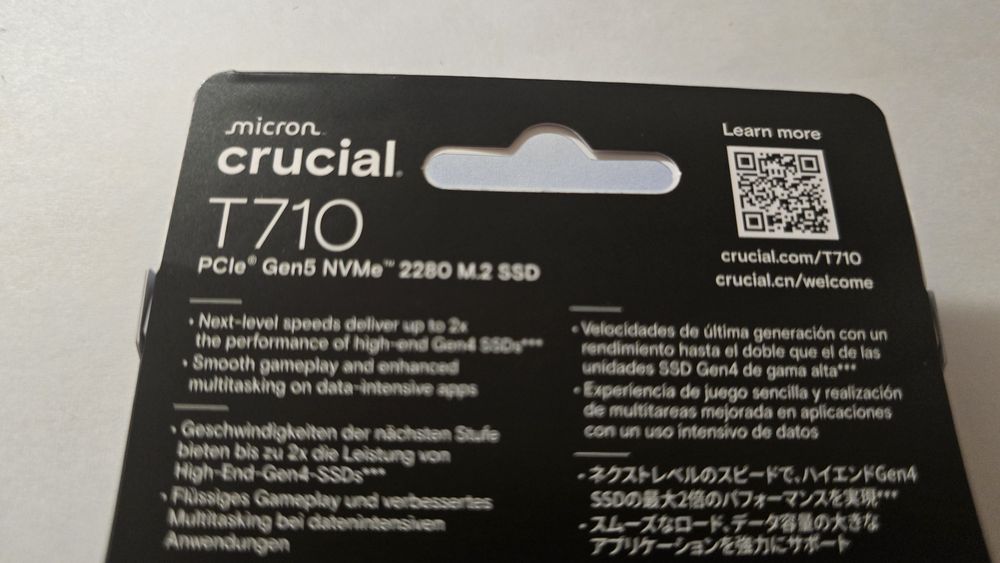 micron
crucial
T710
PCIe® Gen5 NVMe™ 2280 M.2 SSD
Learn more
crucial.com/T710
crucial.cn/welcome
• Next-level speeds deliver up to 2x
the performance of high-end Gen4 SSDs***
• Smooth gameplay and enhanced
multitasking on data-intensive apps
• Geschwindigkeiten der nächsten Stufe
bieten bis zu 2x die Leistung von
High-End-Gen4-SSDs***
• Flüssiges Gameplay und verbessertes
Multitasking bei datenintensiven
Anwendungen
• Velocidades de última generación con un
rendimiento hasta el doble que el de las
unidades SSD Gen4 de gama alta***
• Experiencia de juego sencilla y realización
de multitareas mejorada en aplicaciones
con un uso intensivo de datos
• ネクストレベルのスピードで、ハイエンドGen4
SSDの最大2倍のパフォーマンスを実現***
• スムーズなロード、データ容量の大きな
アプリケーションを強力にサポート